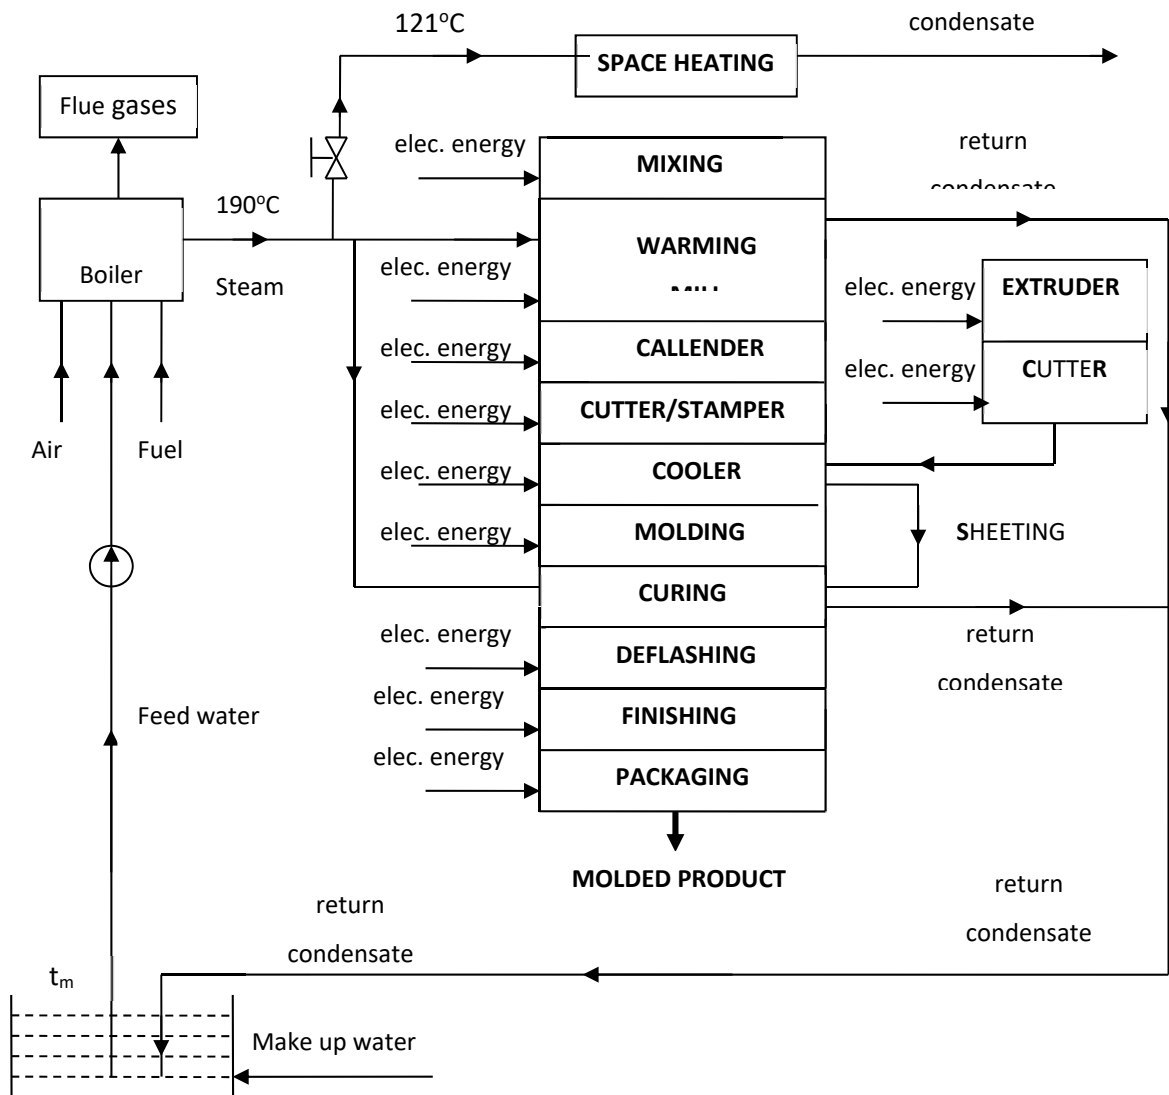 121°C
condensate
SPACE HEATING
Flue gases
elec. energy
MIXING
return
190°C
Steam
WARMING
Boiler
elec. energy
elec. energy
EXTRUDER
elec. energy
CALLENDER
elec. energy
CUTTER
Air
Fuel
elec. energy
CUTTER/STAMPER
elec. energy
COOLER
elec. energy
MOLDING
SHEETING
CURING
elec. energy
DEFLASHING
return
condensate
Feed water
elec. energy
FINISHING
elec. energy
PACKAGING
MOLDED PRODUCT
return
condensate
return
condensate
tm
Make up water